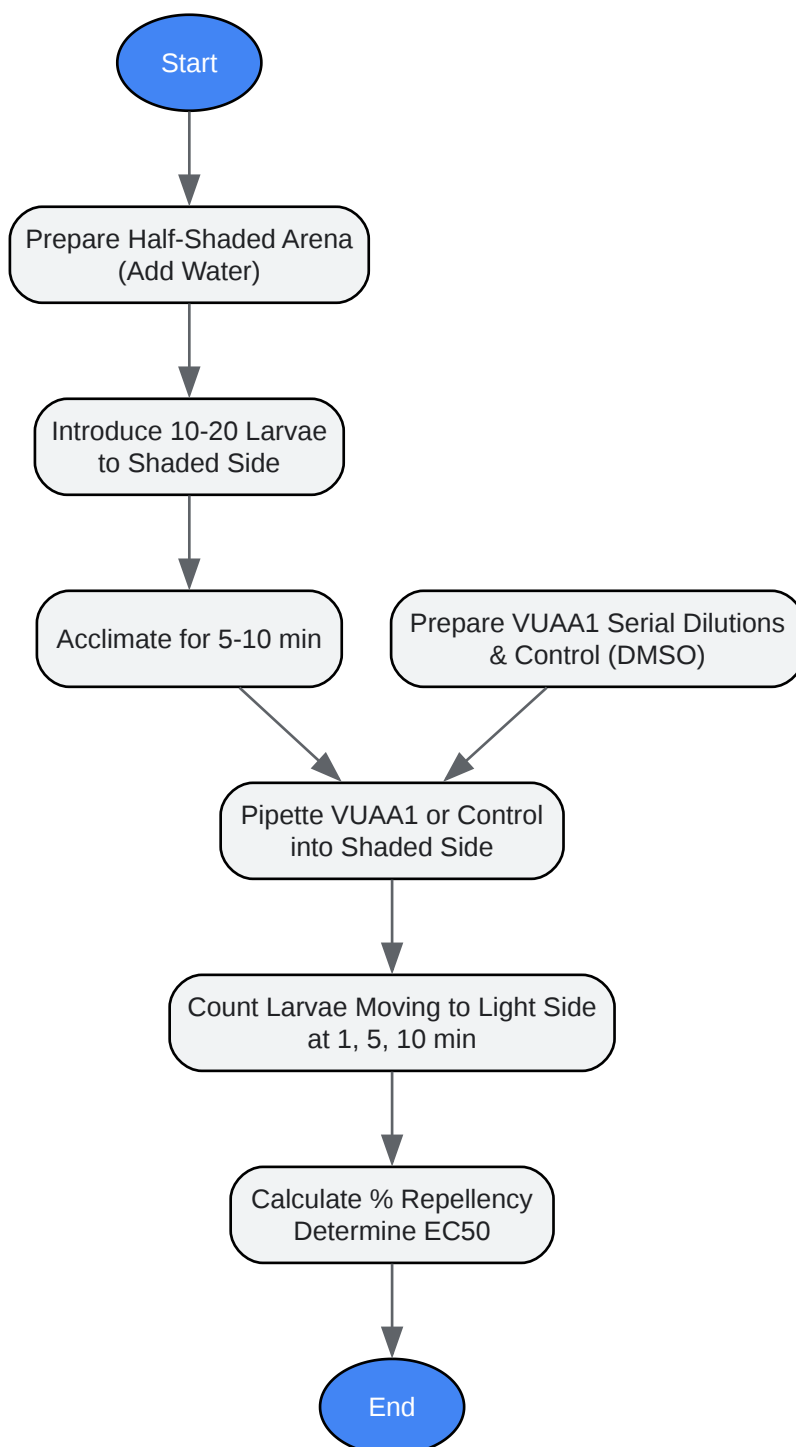 Start
Prepare Half-Shaded Arena
(Add Water)
Introduce 10-20 Larvae
to Shaded Side
Acclimate for 5-10 min
Prepare VUAA1 Serial Dilutions
& Control (DMSO)
Pipette VUAA1 or Control
into Shaded Side
Count Larvae Moving to Light Side
at 1, 5, 10 min
Calculate % Repellency
Determine EC50
End